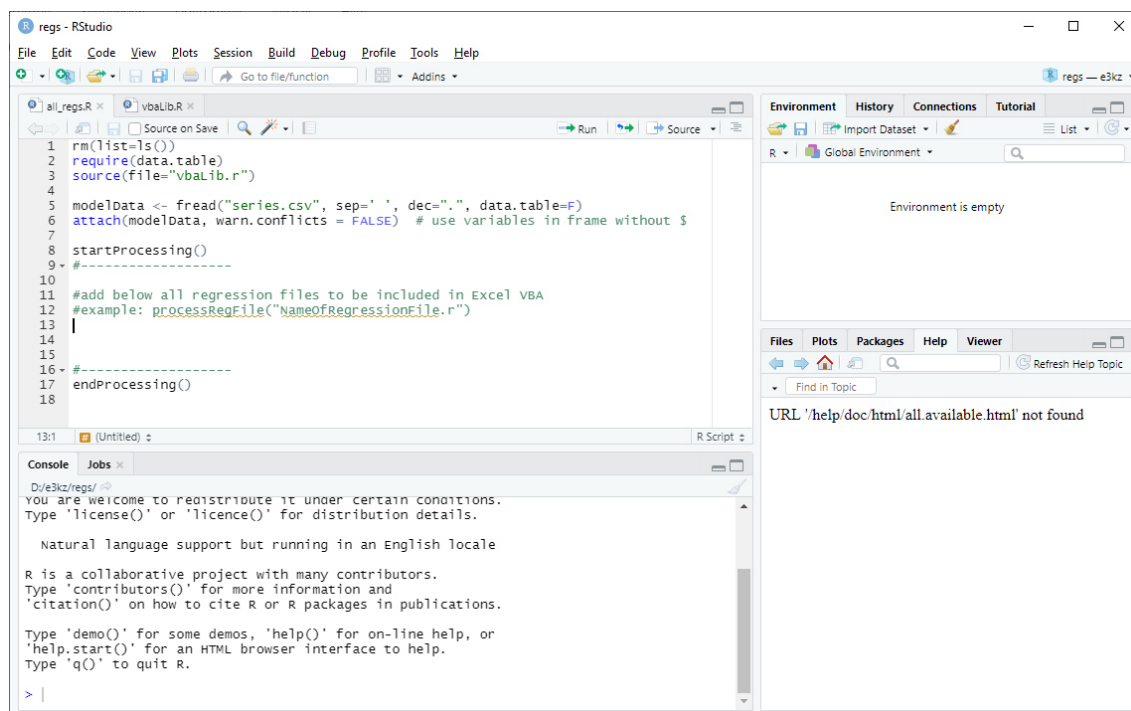 regs - RStudio
File Edit Code View Plots Session Build Debug Profile Tools Help
Go to file/function Addins regs — e3kz
all_regs.R vbaLib.R
Source on Save Run Source
1 rm(list=ls())
2 require(data.table)
3 source(file="vbaLib.r")
4
5 modelData <- fread("series.csv", sep=' ', dec=".", data.table=F)
6 attach(modelData, warn.conflicts = FALSE)  # use variables in frame without $
7
8 startProcessing()
9 #-------------------
10
11 #add below all regression files to be included in Excel VBA
12 #example: processRegFile("NameOfRegressionFile.r")
13
14
15
16 #-------------------
17 endProcessing()
18
13:1 (Untitled) R Script
Console Jobs
D:/e3kz/regs/
You are welcome to redistribute it under certain conditions.
Type 'license()' or 'licence()' for distribution details.
Natural language support but running in an English locale
R is a collaborative project with many contributors.
Type 'contributors()' for more information and
'citation()' on how to cite R or R packages in publications.
Type 'demo()' for some demos, 'help()' for on-line help, or
'help.start()' for an HTML browser interface to help.
Type 'q()' to quit R.
>
Environment History Connections Tutorial
Import Dataset List
R Global Environment
Environment is empty
Files Plots Packages Help Viewer
Refresh Help Topic
Find in Topic
URL '/help/doc/html/all.available.html' not found